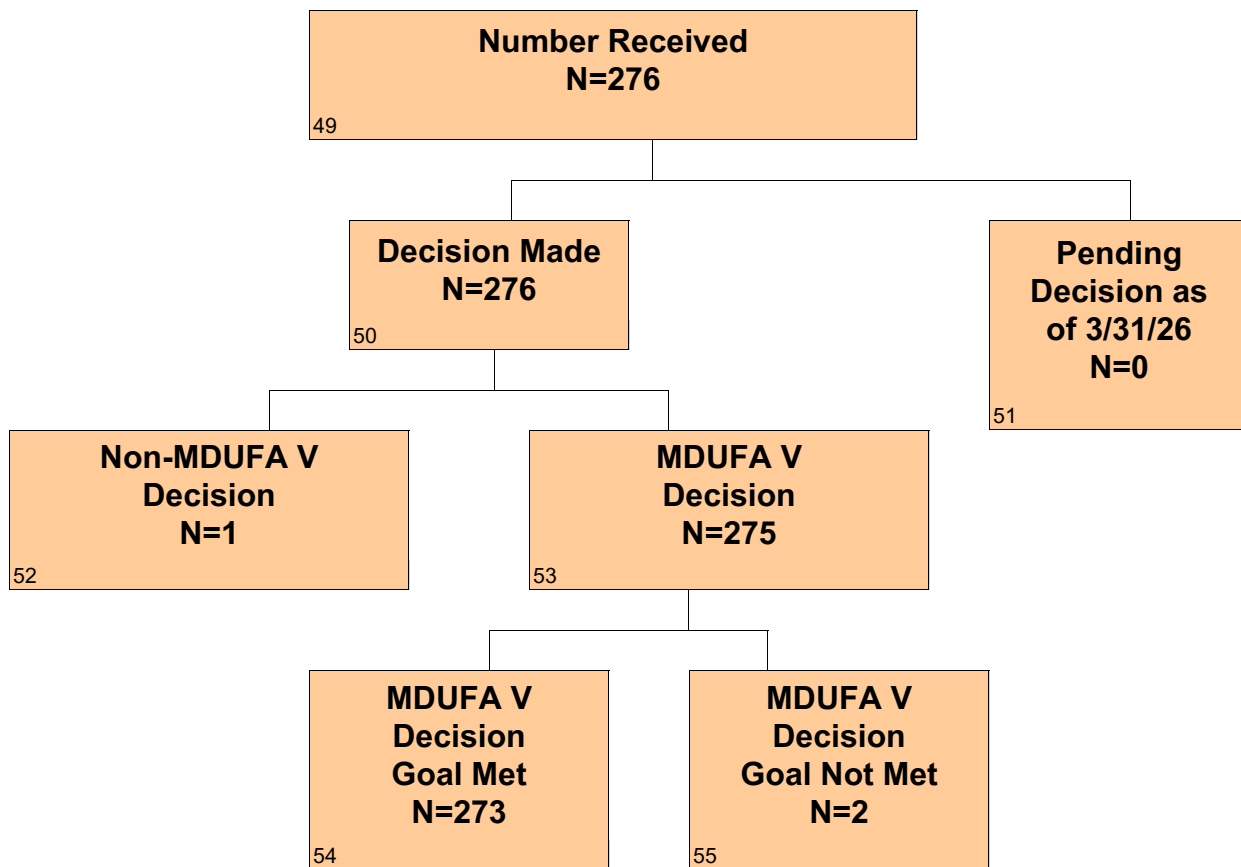 Number Received
N=276
49
Decision Made
N=276
50
Pending
Decision as
of 3/31/26
N=0
51
Non-MDUFA V
Decision
N=1
52
MDUFA V
Decision
N=275
53
MDUFA V
Decision
Goal Met
N=273
54
MDUFA V
Decision
Goal Not Met
N=2
55